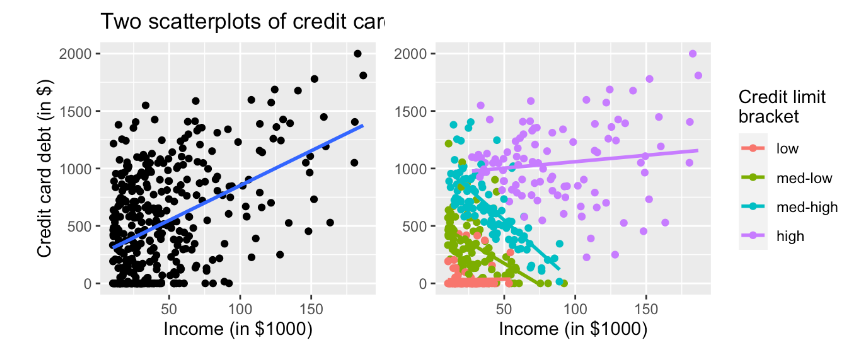 Two scatterplots of credit car
2000
1500
1000
500
0
Credit card debt (in $)
50
100
150
Income (in $1000)
2000
1500
1000
500
0
50
100
150
Income (in $1000)
Credit limit
bracket
low
med-low
med-high
high